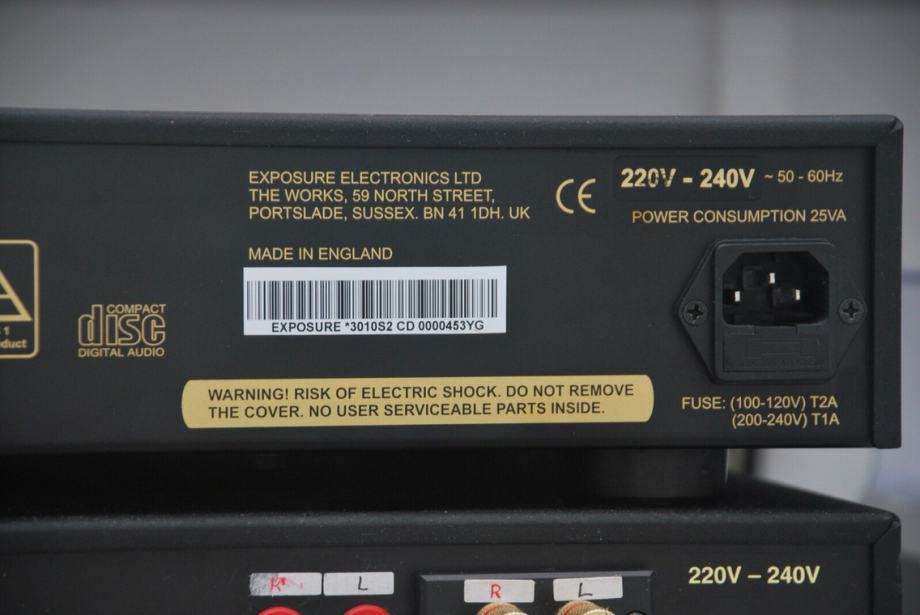 EXPOSURE ELECTRONICS LTD
THE WORKS, 59 NORTH STREET,
PORTSLADE, SUSSEX. BN 41 1DH. UK
CE
220V - 240V ~ 50 - 60Hz
POWER CONSUMPTION 25VA
MADE IN ENGLAND
EXPOSURE *3010S2 CD 0000453YG
COMPACT
disc
DIGITAL AUDIO
WARNING! RISK OF ELECTRIC SHOCK. DO NOT REMOVE
THE COVER. NO USER SERVICEABLE PARTS INSIDE.
FUSE: (100-120V) T2A
(200-240V) T1A
L
R
L
220V – 240V